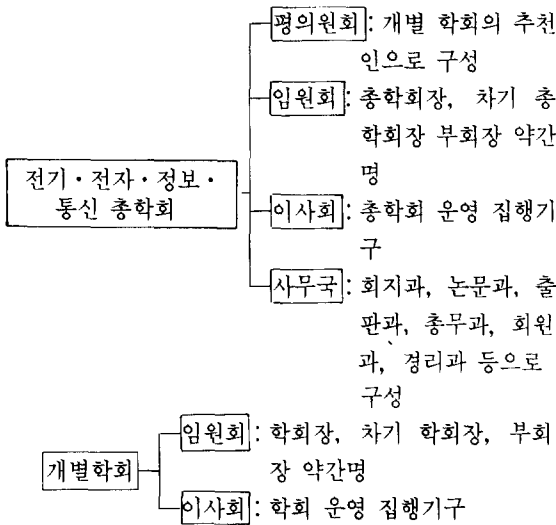 평의원회 : 개별 학회의 추천
인으로 구성
임원회 : 총학회장, 차기 총
학회장 부회장 약간
명
전기·전자·정보·
통신 총학회
이사회 : 총학회 운영 집행기
구
사무국 : 회지과, 논문과, 출
판과, 총무과, 회원
과, 경리과 등으로
구성
임원회 : 학회장, 차기 학회장, 부회
장 약간명
개별학회
이사회 : 학회 운영 집행기구